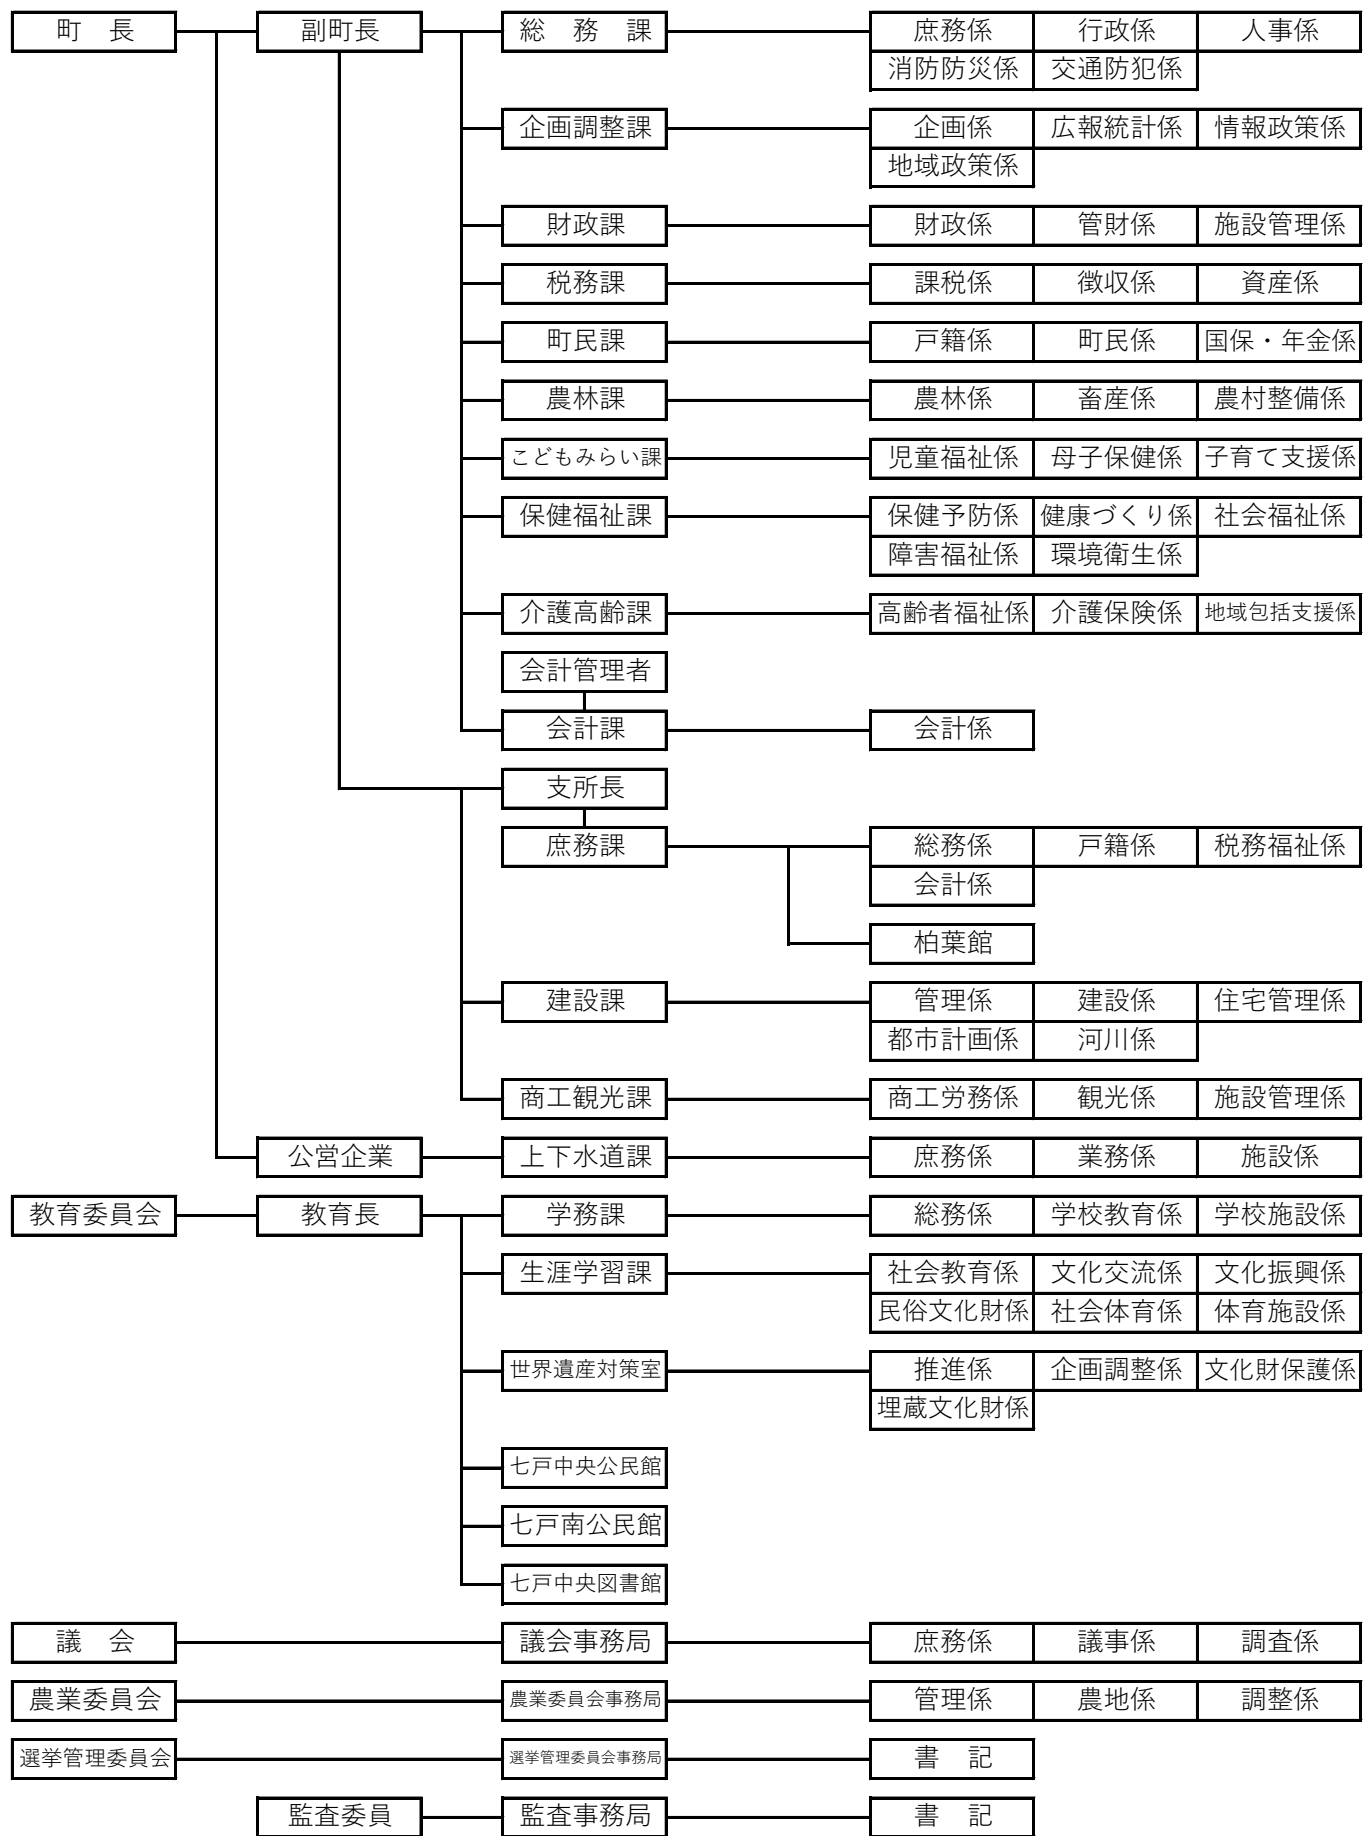 町　長 副町長 総　務　課 庶務係 行政係 人事係
消防防災係 交通防犯係
企画調整課 企画係 広報統計係 情報政策係
地域政策係
財政課 財政係 管財係 施設管理係
税務課 課税係 徴収係 資産係
町民課 戸籍係 町民係 国保・年金係
農林課 農林係 畜産係 農村整備係
こどもみらい課 児童福祉係 母子保健係 子育て支援係
保健福祉課 保健予防係 健康づくり係 社会福祉係
障害福祉係 環境衛生係
介護高齢課 高齢者福祉係 介護保険係 地域包括支援係
会計管理者
会計課 会計係
支所長
庶務課 総務係 戸籍係 税務福祉係
会計係
柏葉館
建設課 管理係 建設係 住宅管理係
都市計画係 河川係
商工観光課 商工労務係 観光係 施設管理係
公営企業 上下水道課 庶務係 業務係 施設係
教育委員会 教育長 学務課 総務係 学校教育係 学校施設係
生涯学習課 社会教育係 文化交流係 文化振興係
民俗文化財係 社会体育係 体育施設係
世界遺産対策室 推進係 企画調整係 文化財保護係
埋蔵文化財係
七戸中央公民館
七戸南公民館
七戸中央図書館
議　会 議会事務局 庶務係 議事係 調査係
農業委員会 農業委員会事務局 管理係 農地係 調整係
選挙管理委員会 選挙管理委員会事務局 書　記
監査委員 監査事務局 書　記